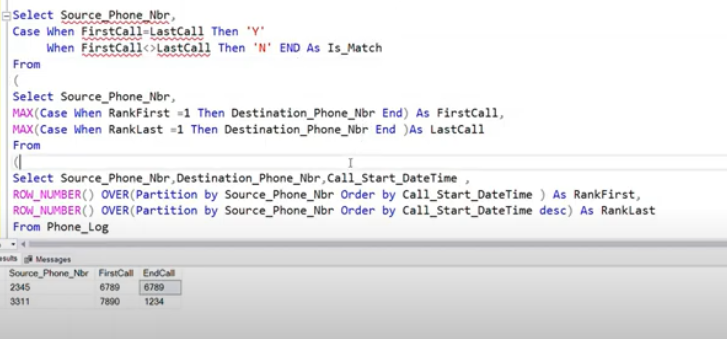 Select Source_Phone_Nbr,
Case When FirstCall=LastCall Then 'Y'
When FirstCall<>LastCall Then 'N' END As Is_Match
From
(
Select Source_Phone_Nbr,
MAX(Case When RankFirst =1 Then Destination_Phone_Nbr End) As FirstCall,
MAX(Case When RankLast =1 Then Destination_Phone_Nbr End )As LastCall
From
(
Select Source_Phone_Nbr,Destination_Phone_Nbr,Call_Start_DateTime ,
ROW_NUMBER() OVER(Partition by Source_Phone_Nbr Order by Call_Start_DateTime ) As RankFirst,
ROW_NUMBER() OVER(Partition by Source_Phone_Nbr Order by Call_Start_DateTime desc) As RankLast
From Phone_Log
esults Messages
Source_Phone_Nbr FirstCall EndCall
2345 6789 6789
3311 7890 1234